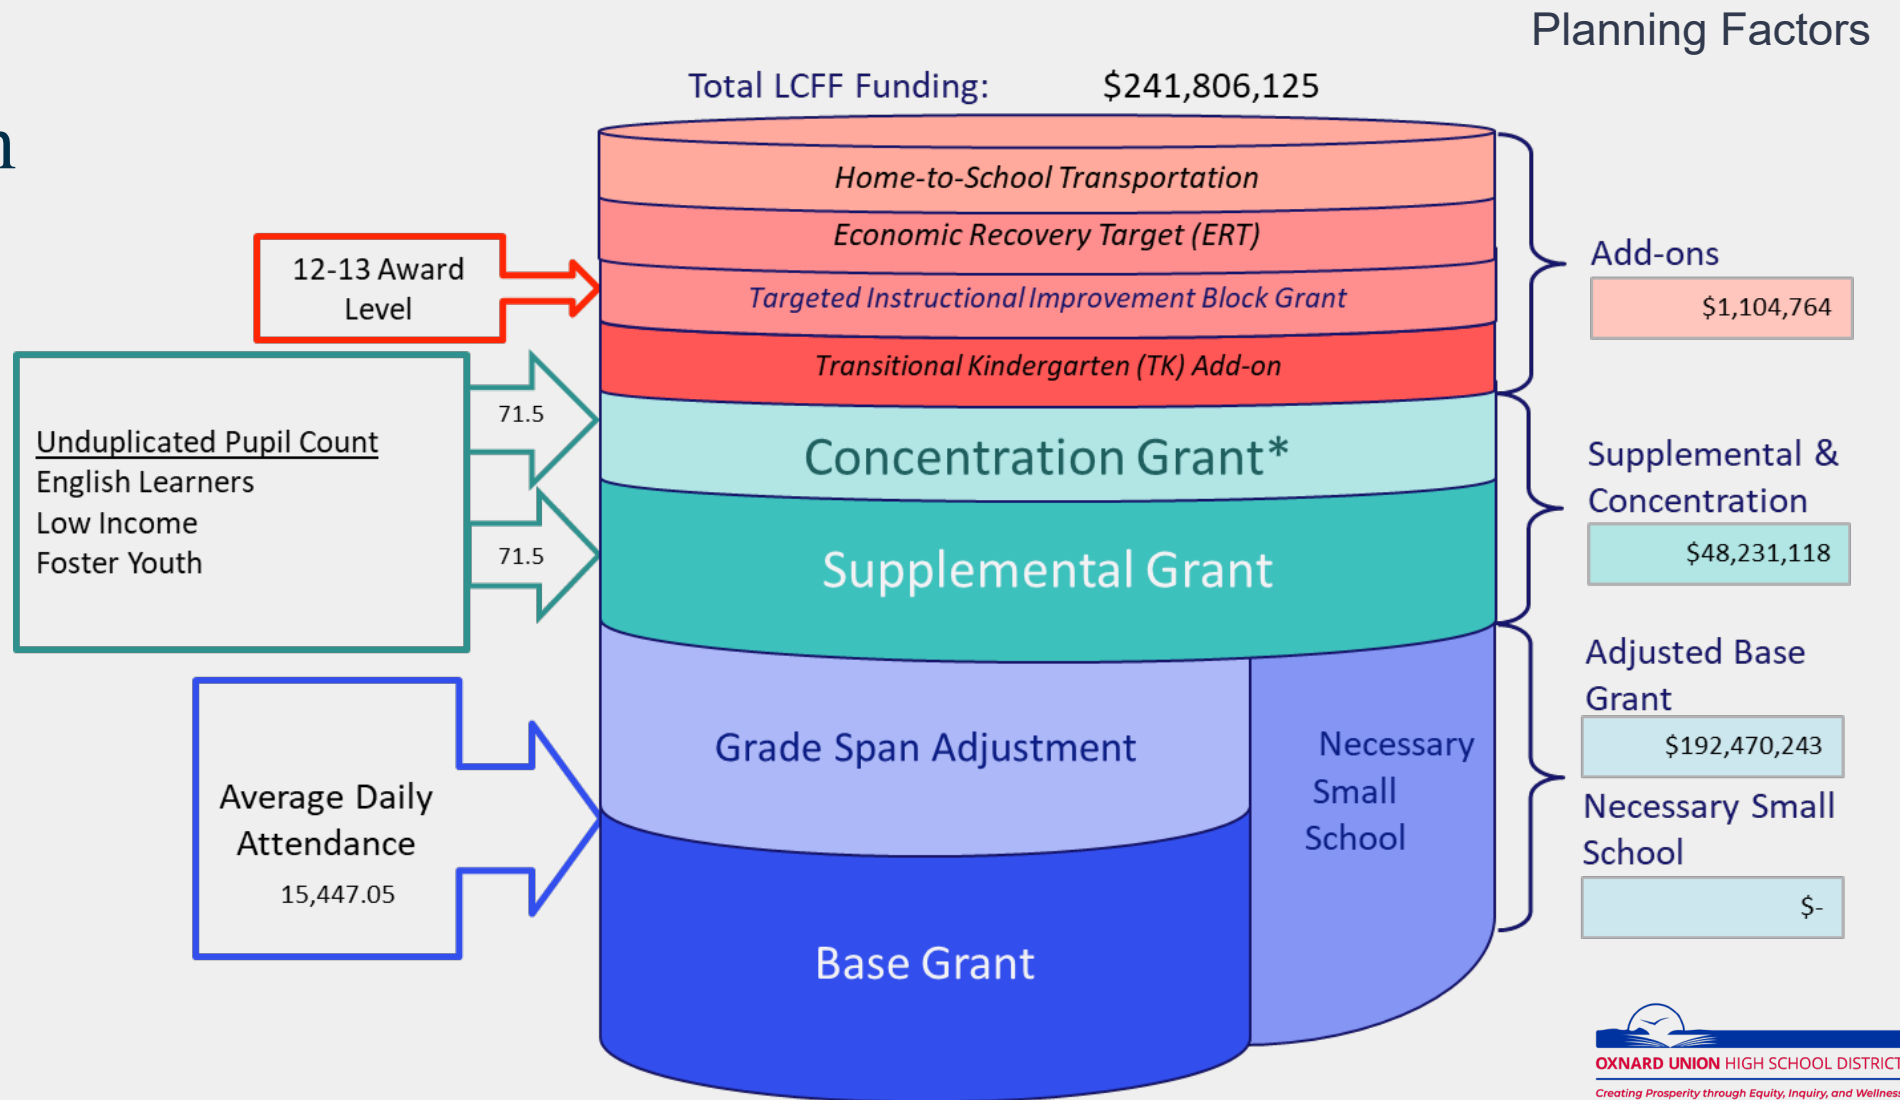 Planning Factors
n
Total LCFF Funding: $241,806,125
Home-to-School Transportation
Economic Recovery Target (ERT)
Targeted Instructional Improvement Block Grant
Transitional Kindergarten (TK) Add-on
Concentration Grant*
Supplemental Grant
Grade Span Adjustment
Base Grant
Necessary
Small
School
12-13 Award
Level
Unduplicated Pupil Count
English Learners
Low Income
Foster Youth
71.5
71.5
Average Daily
Attendance
15,447.05
Add-ons
$1,104,764
Supplemental &
Concentration
$48,231,118
Adjusted Base
Grant
$192,470,243
Necessary Small
School
$-
OXNARD UNION HIGH SCHOOL DISTRICT
Creating Prosperity through Equity, Inquiry, and Wellness